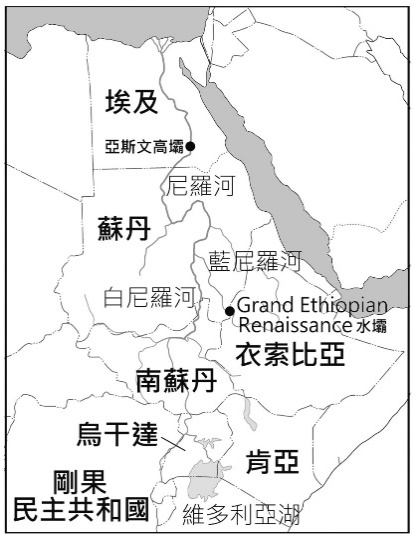 埃及
亞斯文高壩
尼羅河
蘇丹
藍尼羅河
白尼羅河
Grand Ethiopian
Renaissance 水壩
衣索比亞
南蘇丹
烏干達
肯亞
剛果
民主共和國
維多利亞湖